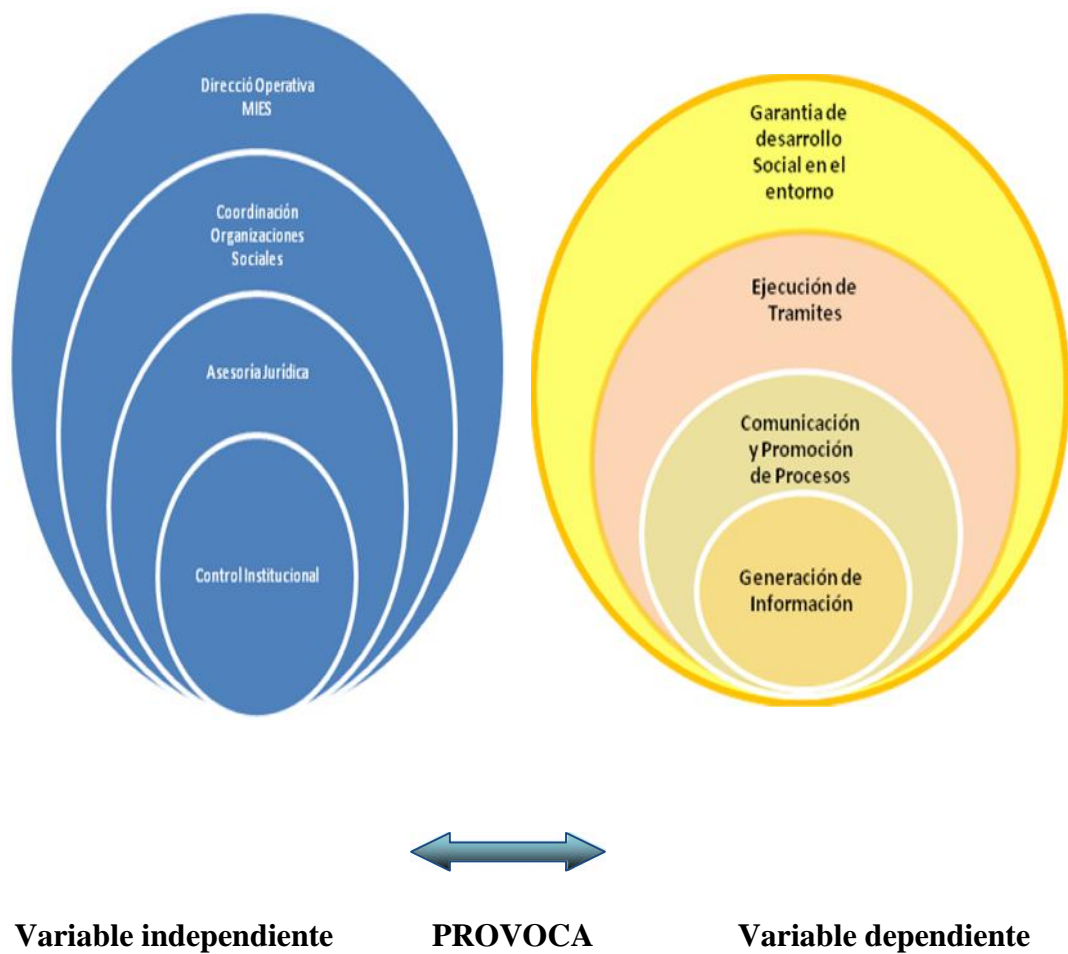 Direcció Operativa
MIES
Coordinación
Organizaciones
Sociales
Asesoría Jurídica
Control Institucional
Garantia de
desarrollo
Social en el
entorno
Ejecución de
Tramites
Comunicación
y Promoción
de Procesos
Generación de
Información
Variable independiente PROVOCA Variable dependiente